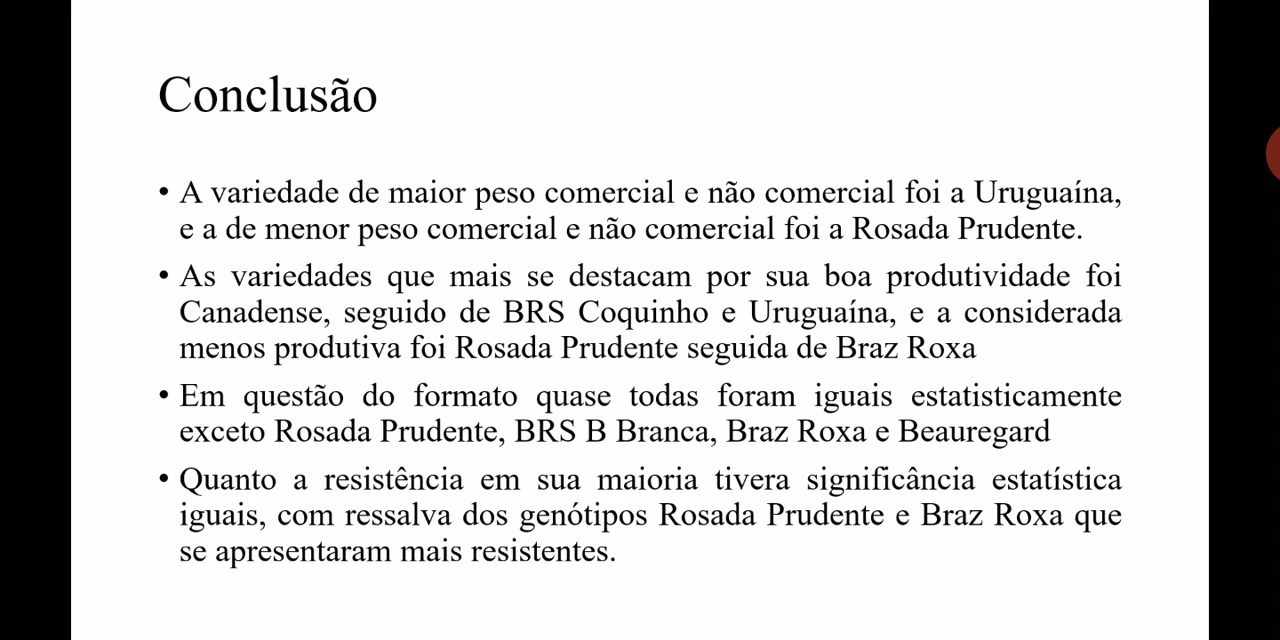 Conclusão
• A variedade de maior peso comercial e não comercial foi a Uruguaína,
e a de menor peso comercial e não comercial foi a Rosada Prudente.
• As variedades que mais se destacam por sua boa produtividade foi
Canadense, seguido de BRS Coquinho e Uruguaína, e a considerada
menos produtiva foi Rosada Prudente seguida de Braz Roxa
• Em questão do formato quase todas foram iguais estatisticamente
exceto Rosada Prudente, BRS B Branca, Braz Roxa e Beauregard
• Quanto a resistência em sua maioria tivera significância estatística
iguais, com ressalva dos genótipos Rosada Prudente e Braz Roxa que
se apresentaram mais resistentes.